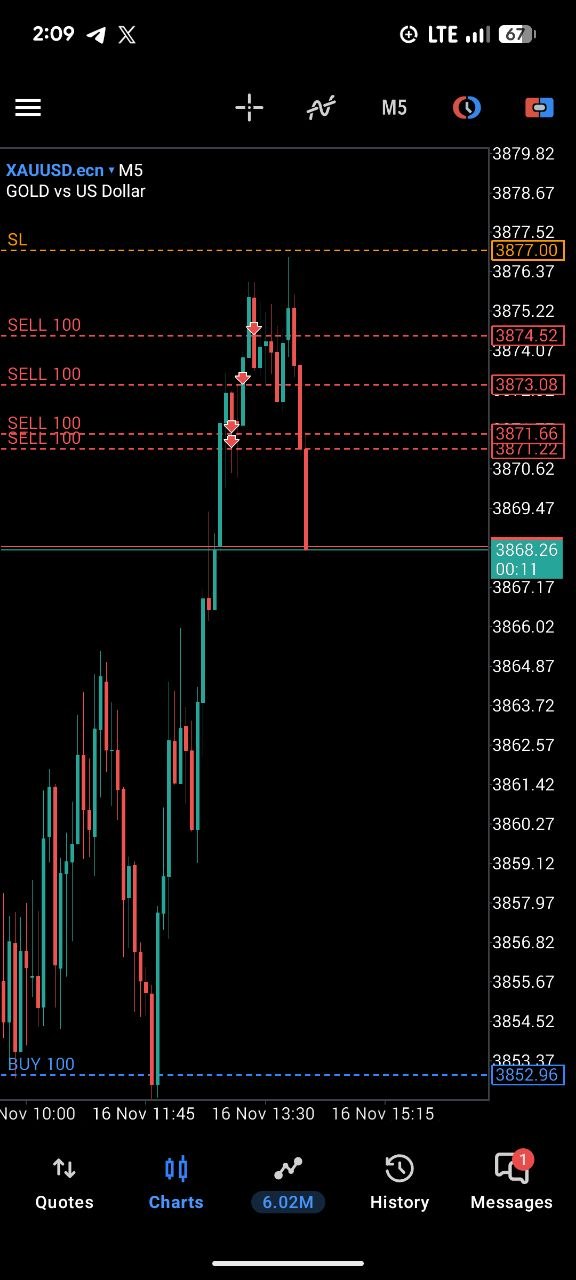 2:09 LTE 67
M5
XAUUSD.ecn M5
GOLD vs US Dollar
3879.82
3878.67
3877.52
SL
3877.00
3876.37
3875.22
SELL 100
3874.52
3874.07
SELL 100
3873.08
SELL 100
3871.66
SELL 100
3871.22
3870.62
3869.47
3868.26
00:11
3867.17
3866.02
3864.87
3863.72
3862.57
3861.42
3860.27
3859.12
3857.97
3856.82
3855.67
3854.52
3853.37
BUY 100
3852.96
Nov 10:00 16 Nov 11:45 16 Nov 13:30 16 Nov 15:15
1
6.02M
Quotes Charts History Messages